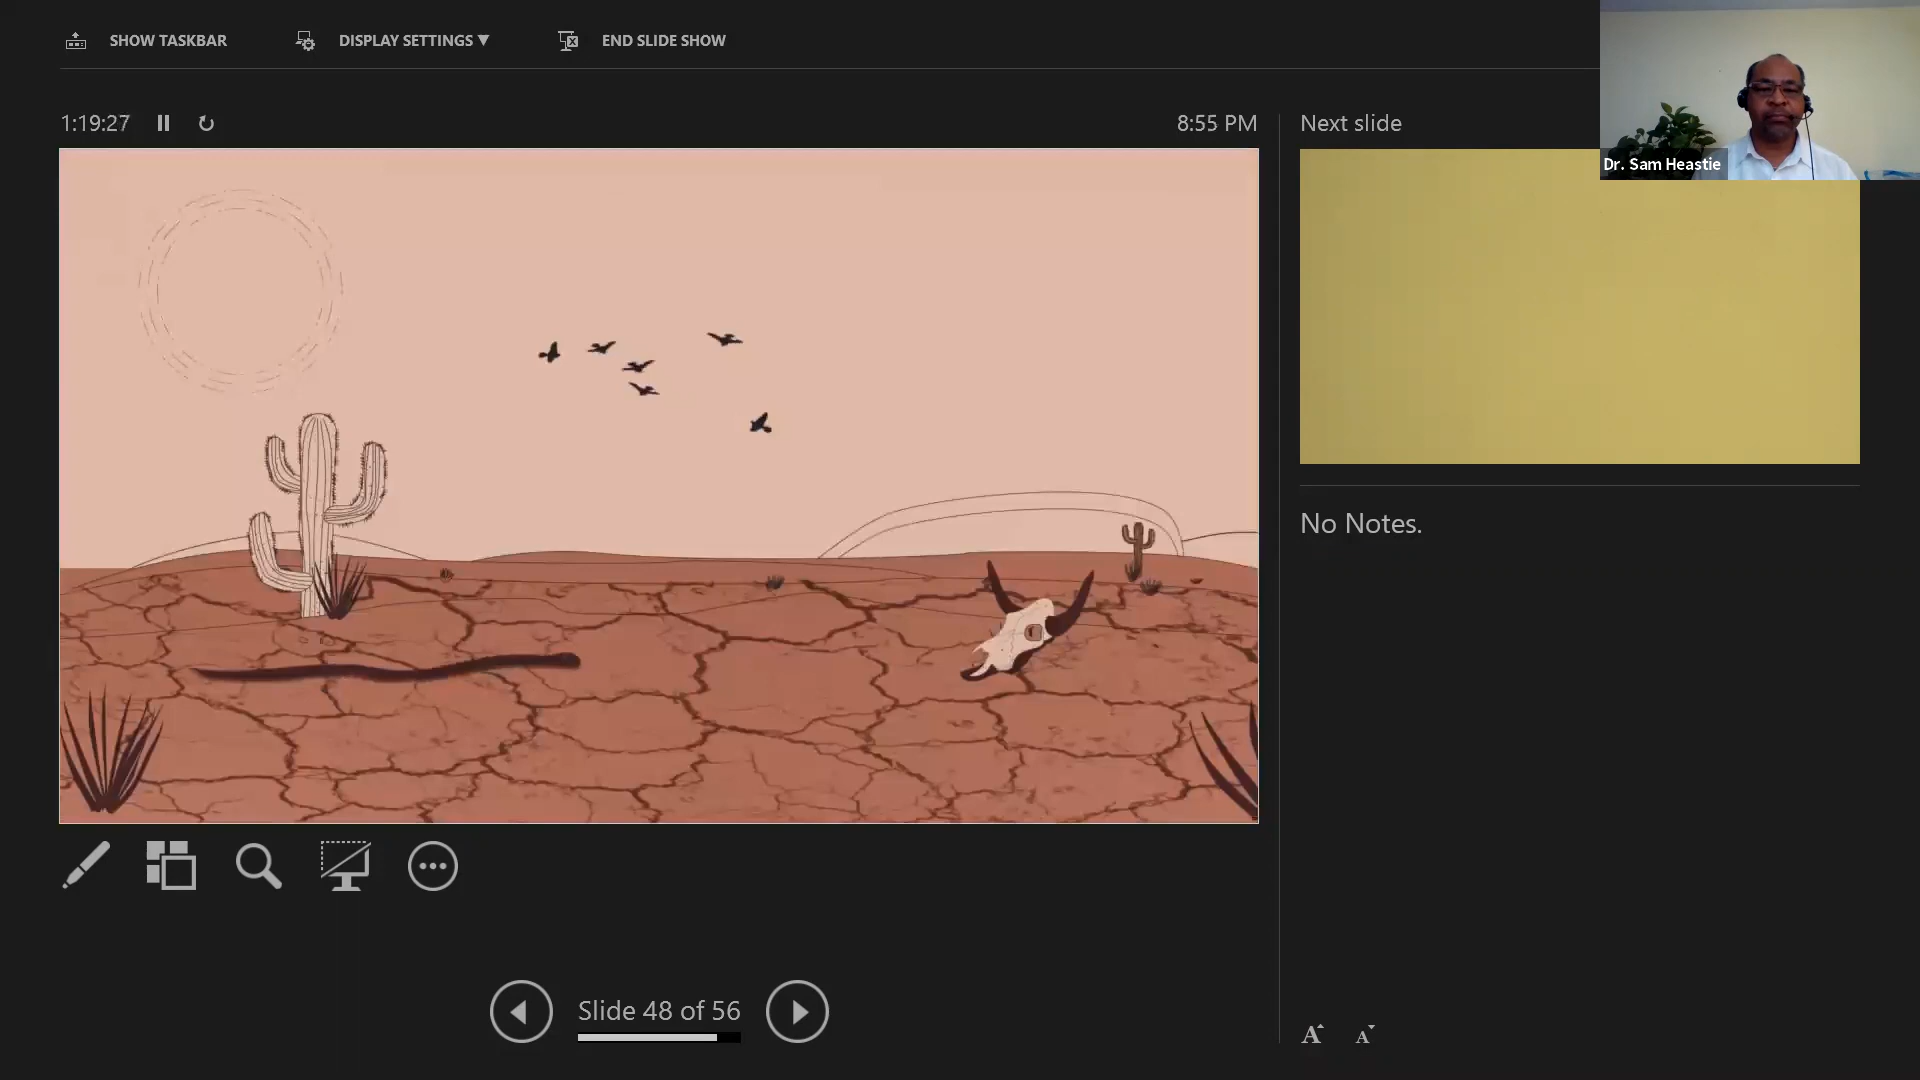 SHOW TASKBAR
DISPLAY SETTINGS ▼
END SLIDE SHOW
1:19:27
8:55 PM
Next slide
Dr. Sam Heastie
No Notes.
Slide 48 of 56
A
A